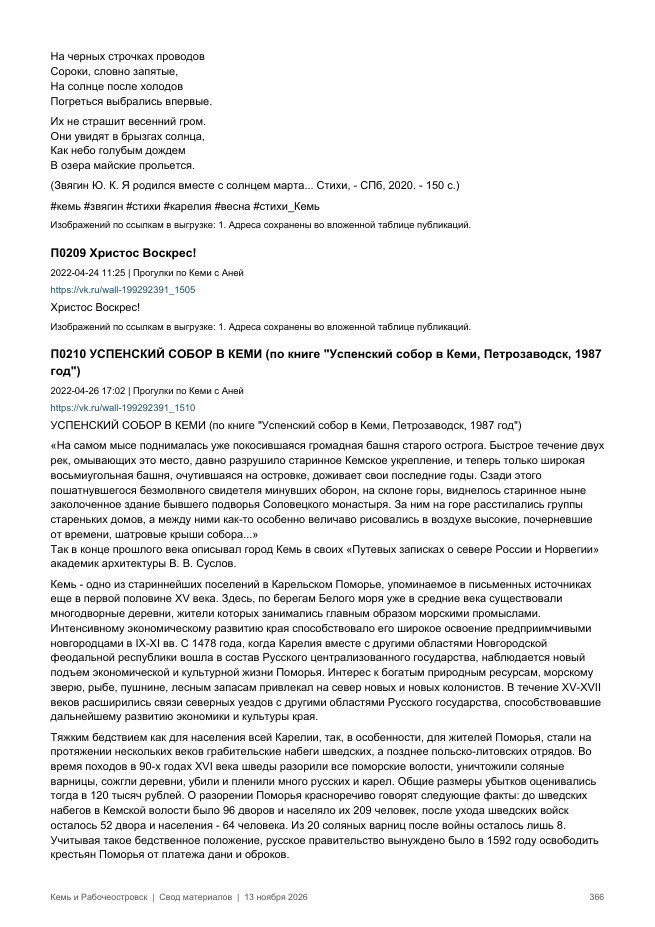 На черных строчках проводов
Сороки, словно запятые,
На солнце после холодов
Погреться выбрались впервые.
Их не страшит весенний гром.
Они увидят в брызгах солнца,
Как небо голубым дождем
В озера майские прольется.
(Звягин Ю. К. Я родился вместе с солнцем марта... Стихи, - СПб, 2020. - 150 с.)
#кемь #звягин #стихи #карелия #весна #стихи_Кемь
Изображений по ссылкам в выгрузке: 1. Адреса сохранены во вложенной таблице публикаций.
П0209 Христос Воскрес!
2022-04-24 11:25 | Прогулки по Кеми с Аней
https://vk.ru/wall-199292391_1505
Христос Воскрес!
Изображений по ссылкам в выгрузке: 1. Адреса сохранены во вложенной таблице публикаций.
П0210 УСПЕНСКИЙ СОБОР В КЕМИ (по книге "Успенский собор в Кеми, Петрозаводск, 1987
год")
2022-04-26 17:02 | Прогулки по Кеми с Аней
https://vk.ru/wall-199292391_1510
УСПЕНСКИЙ СОБОР В КЕМИ (по книге "Успенский собор в Кеми, Петрозаводск, 1987 год")
«На самом мысе поднималась уже покосившаяся громадная башня старого острога. Быстрое течение двух
рек, омывающих это место, давно разрушило старинное Кемское укрепление, и теперь только широкая
восьмиугольная башня, очутившаяся на островке, доживает свои последние годы. Сзади этого
пошатнувшегося безмолвного свидетеля минувших оборон, на склоне горы, виднелось старинное ныне
заколоченное здание бывшего подворья Соловецкого монастыря. За ним на горе расстилались группы
стареньких домов, а между ними как-то особенно величаво рисовались в воздухе высокие, почерневшие
от времени, шатровые крыши собора...»
Так в конце прошлого века описывал город Кемь в своих «Путевых записках о севере России и Норвегии»
академик архитектуры В. В. Суслов.
Кемь - одно из стариннейших поселений в Карельском Поморье, упоминаемое в письменных источниках
еще в первой половине XV века. Здесь, по берегам Белого моря уже в средние века существовали
многодворные деревни, жители которых занимались главным образом морскими промыслами.
Интенсивному экономическому развитию края способствовало его широкое освоение предприимчивыми
новгородцами в IX-XI вв. С 1478 года, когда Карелия вместе с другими областями Новгородской
феодальной республики вошла в состав Русского централизованного государства, наблюдается новый
подъем экономической и культурной жизни Поморья. Интерес к богатым природным ресурсам, морскому
зверю, рыбе, пушнине, лесным запасам привлекал на север новых и новых колонистов. В течение XV-XVII
веков расширились связи северных уездов с другими областями Русского государства, способствовавшие
дальнейшему развитию экономики и культуры края.
Тяжким бедствием как для населения всей Карелии, так, в особенности, для жителей Поморья, стали на
протяжении нескольких веков грабительские набеги шведских, а позднее польско-литовских отрядов. Во
время походов в 90-х годах XVI века шведы разорили все поморские волости, уничтожили соляные
варницы, сожгли деревни, убили и пленили много русских и карел. Общие размеры убытков оценивались
тогда в 120 тысяч рублей. О разорении Поморья красноречиво говорят следующие факты: до шведских
набегов в Кемской волости было 96 дворов и населяло их 209 человек, после ухода шведских войск
осталось 52 двора и населения - 64 человека. Из 20 соляных варниц после войны осталось лишь 8.
Учитывая такое бедственное положение, русское правительство вынуждено было в 1592 году освободить
крестьян Поморья от платежа дани и оброков.
Кемь и Рабочеостровск | Свод материалов | 13 ноября 2026
366